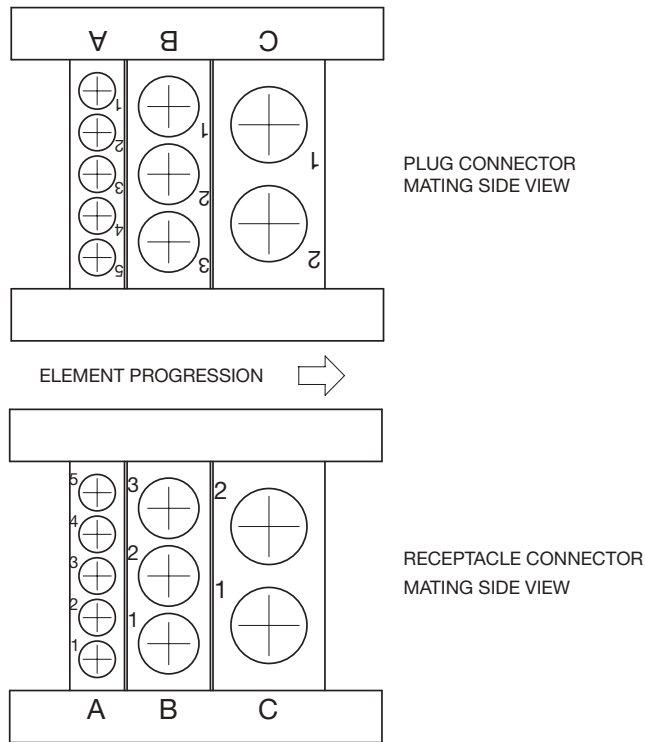 A B C
1 1 1
2 2 2
3 3
4
5
PLUG CONNECTOR
MATING SIDE VIEW
ELEMENT PROGRESSION
5 3 2
4
3 2 1
2 1
1
RECEPTACLE CONNECTOR
MATING SIDE VIEW
A B C